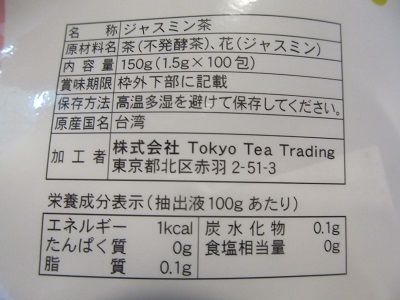 名称 ジャスミン茶
原材料名 茶(不発酵茶)、花(ジャスミン)
内容量 150g(1.5g×100包)
賞味期限 枠外下部に記載
保存方法 高温多湿を避けて保存してください。
原産国名 台湾
加工者 株式会社 Tokyo Tea Trading
東京都北区赤羽 2-51-3
栄養成分表示(抽出液100gあたり)
エネルギー 1kcal 炭水化物 0.1g
たんぱく質 0g 食塩相当量 0g
脂質 0.1g